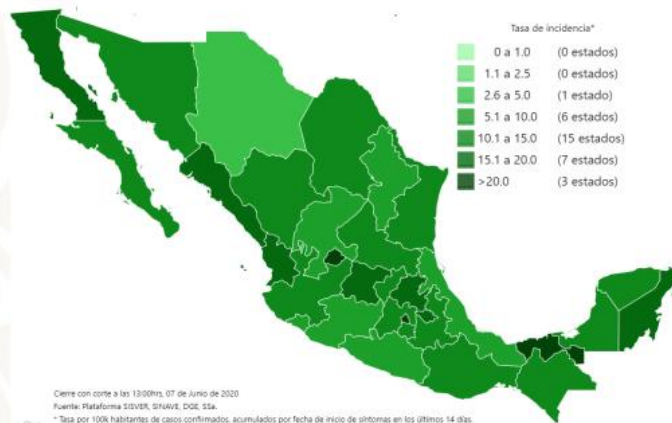 Tasa de incidencia*
0 a 1.0 (0 estados)
1.1 a 2.5 (0 estados)
2.6 a 5.0 (1 estado)
5.1 a 10.0 (6 estados)
10.1 a 15.0 (15 estados)
15.1 a 20.0 (7 estados)
>20.0 (3 estados)
Cierre con corte a las 13:00hrs, 07 de Junio de 2020
Fuente: Plataforma SISVER, SINAVE, DGE, SSa.
* Tasa por 100k habitantes de casos confirmados, acumulados por fecha de inicio de síntomas en los últimos 14 días.